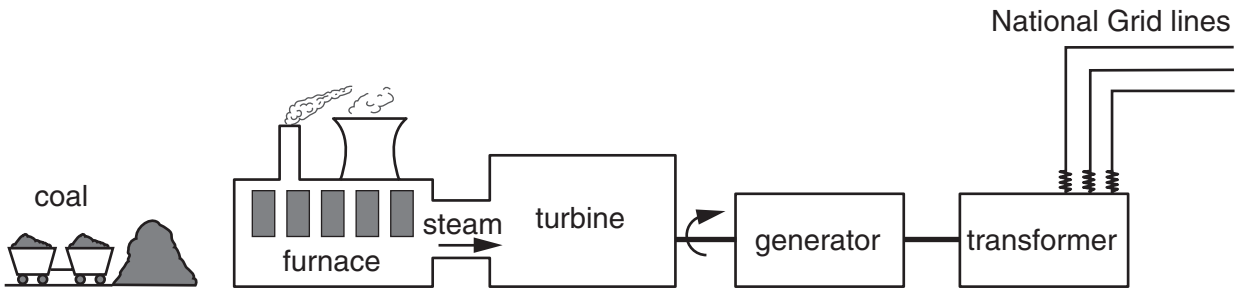 National Grid lines
coal
steam
furnace
turbine
generator
transformer